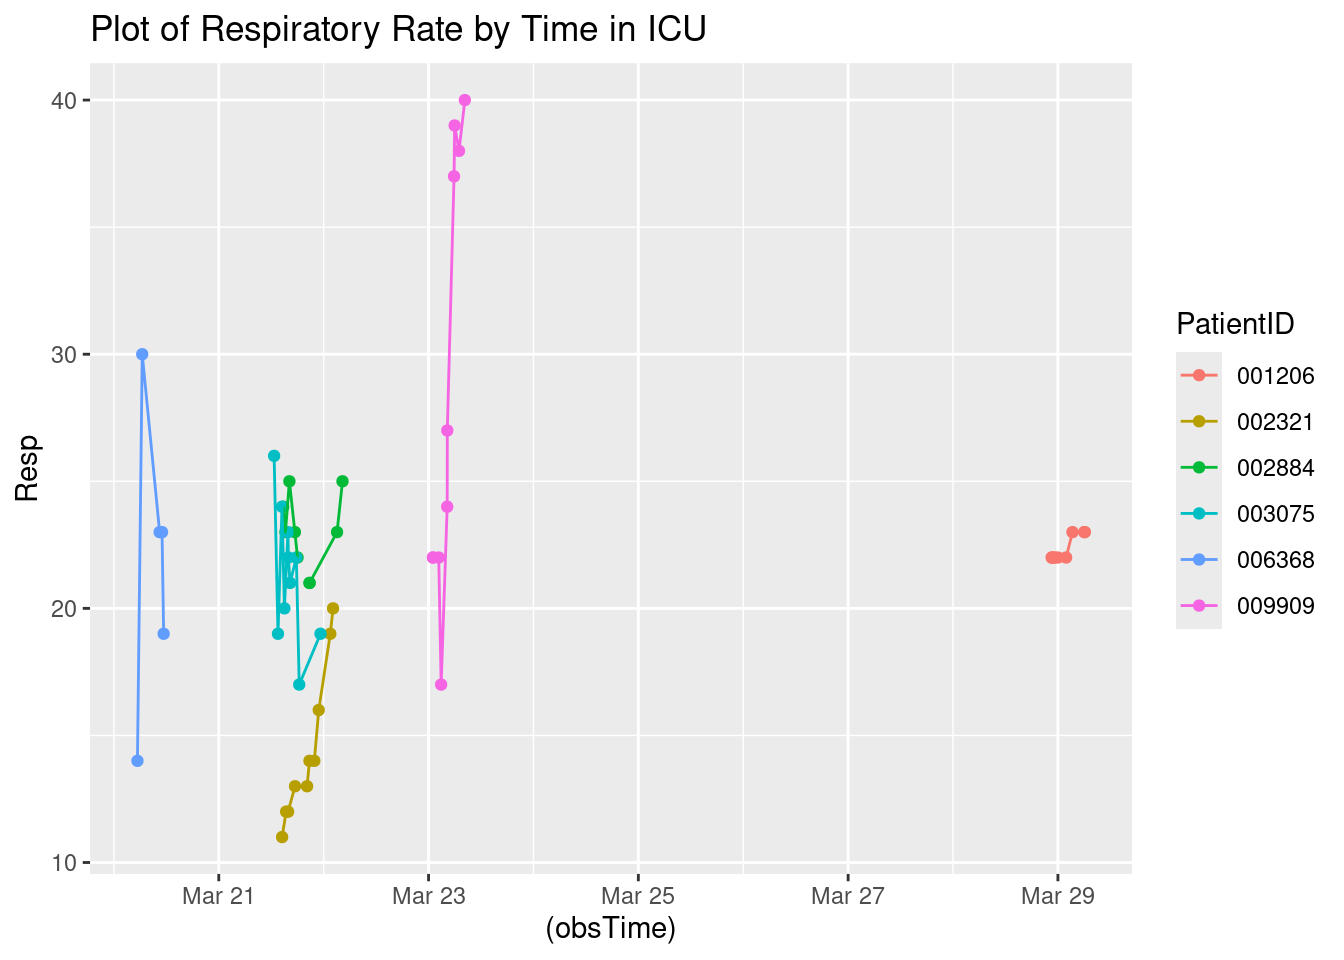 Plot of Respiratory Rate by Time in ICU
40
30
20
10
Resp
Mar 21
Mar 23
Mar 25
Mar 27
Mar 29
(obsTime)
PatientID
001206
002321
002884
003075
006368
009909